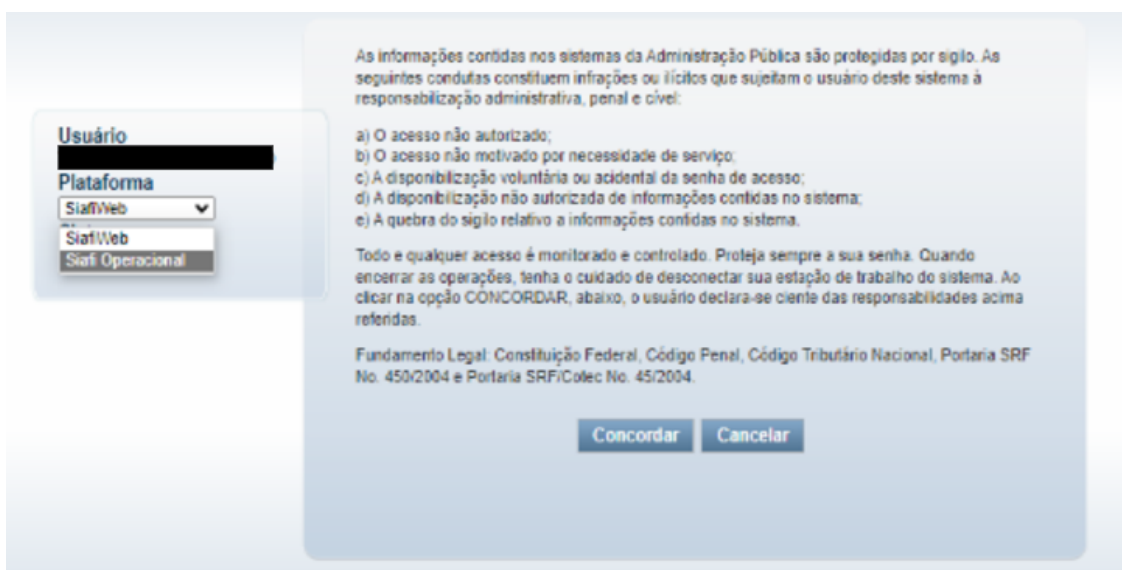 Usuário
Plataforma
SiafiWeb
SiafiWeb
Siafi Operacional
As informações contidas nos sistemas da Administração Pública são protegidas por sigilo. As
seguintes condutas constituem infrações ou ilícitos que sujeitam o usuário deste sistema à
responsabilização administrativa, penal e cível:
a) O acesso não autorizado;
b) O acesso não motivado por necessidade de serviço;
c) A disponibilização voluntária ou acidental da senha de acesso;
d) A disponibilização não autorizada de informações contidas no sistema;
e) A quebra do sigilo relativo a informações contidas no sistema.
Todo e qualquer acesso é monitorado e controlado. Proteja sempre a sua senha. Quando
encerrar as operações, tenha o cuidado de desconectar sua estação de trabalho do sistema. Ao
clicar na opção CONCORDAR, abaixo, o usuário declara-se ciente das responsabilidades acima
referidas.
Fundamento Legal: Constituição Federal, Código Penal, Código Tributário Nacional, Portaria SRF
No. 450/2004 e Portaria SRF/Cotec No. 45/2004.
Concordar Cancelar